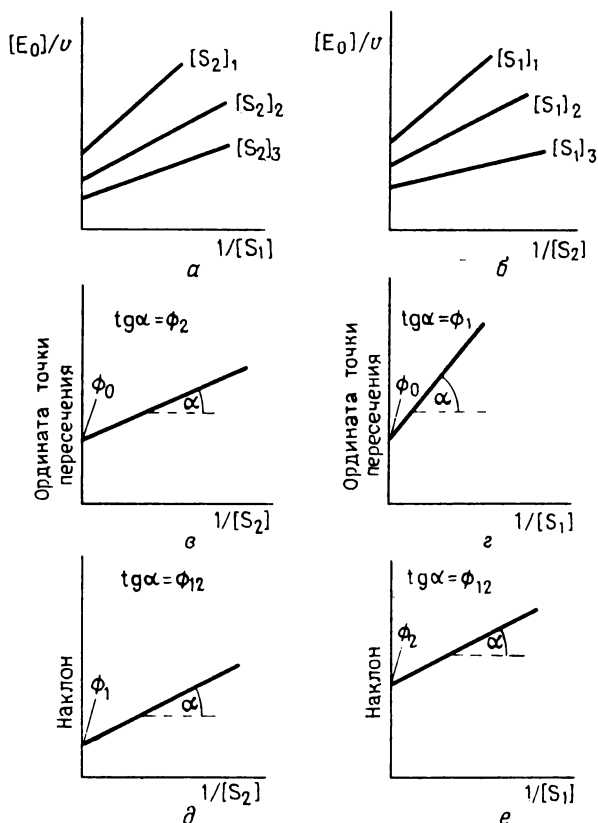 [E₀]/υ
[S₂]₁
[S₂]₂
[S₂]₃
1/[S₁]
а
[E₀]/υ
[S₁]₁
[S₁]₂
[S₁]₃
1/[S₂]
б
tgα=ϕ₂
ϕ₀
α
Ордината точки
пересечения
1/[S₂]
в
tgα=ϕ₁
ϕ₀
α
Ордината точки
пересечения
1/[S₁]
г
tgα=ϕ₁₂
ϕ₁
α
Наклон
1/[S₂]
д
tgα=ϕ₁₂
ϕ₂
α
Наклон
1/[S₁]
е